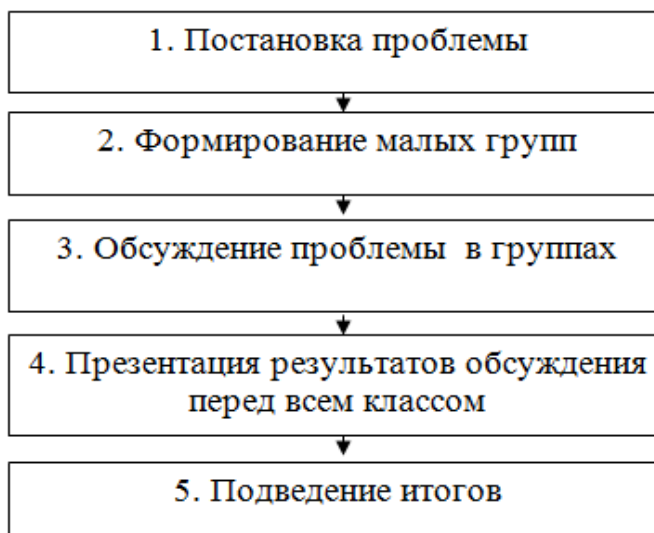 1. Постановка проблемы
2. Формирование малых групп
3. Обсуждение проблемы в группах
4. Презентация результатов обсуждения
перед всем классом
5. Подведение итогов